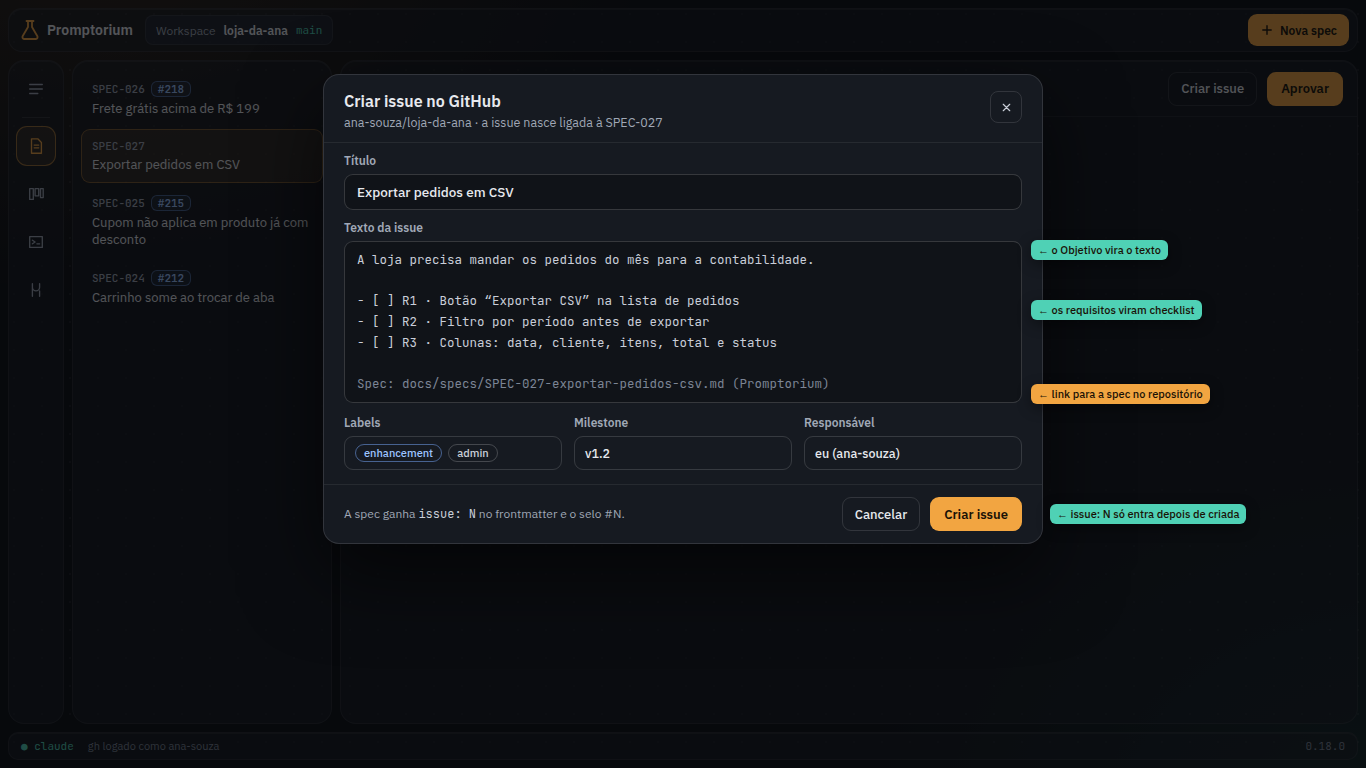 Promptorium
Workspace loja-da-ana main
+ Nova spec
SPEC-026 #218
Frete grátis acima de R$ 199
SPEC-027
Exportar pedidos em CSV
SPEC-025 #215
Cupom não aplica em produto já com
desconto
SPEC-024 #212
Carrinho some ao trocar de aba
Criar issue
Aprovar
Criar issue no GitHub
ana-souza/loja-da-ana · a issue nasce ligada à SPEC-027
×
Título
Exportar pedidos em CSV
Texto da issue
A loja precisa mandar os pedidos do mês para a contabilidade.
- [ ] R1 · Botão “Exportar CSV” na lista de pedidos
- [ ] R2 · Filtro por período antes de exportar
- [ ] R3 · Colunas: data, cliente, itens, total e status
Spec: docs/specs/SPEC-027-exportar-pedidos-csv.md (Promptorium)
← o Objetivo vira o texto
← os requisitos viram checklist
← link para a spec no repositório
Labels
enhancement admin
Milestone
v1.2
Responsável
eu (ana-souza)
A spec ganha issue: N no frontmatter e o selo #N.
Cancelar
Criar issue
← issue: N só entra depois de criada
claude gh logado como ana-souza
0.18.0